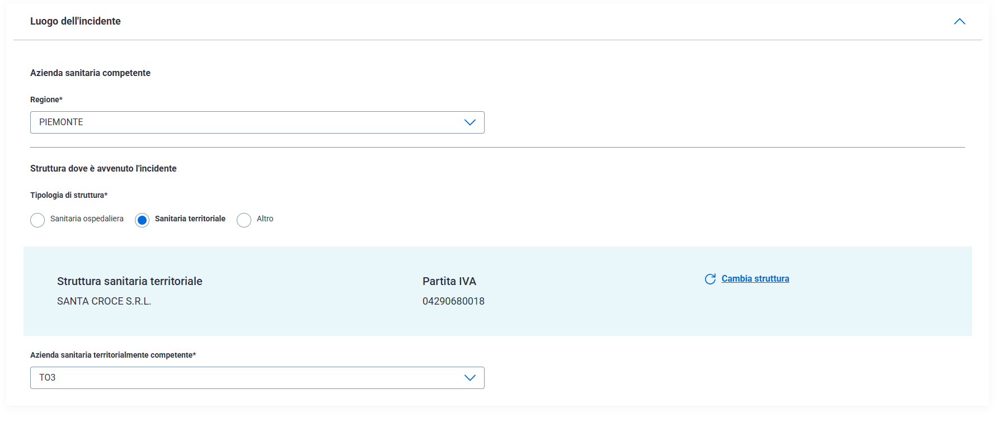 Luogo dell'incidente
Azienda sanitaria competente
Regione*
PIEMONTE
Struttura dove è avvenuto l'incidente
Tipologia di struttura*
Sanitaria ospedaliera Sanitaria territoriale Altro
Struttura sanitaria territoriale Partita IVA Cambia struttura
SANTA CROCE S.R.L. 04290680018
Azienda sanitaria territorialmente competente*
TO3